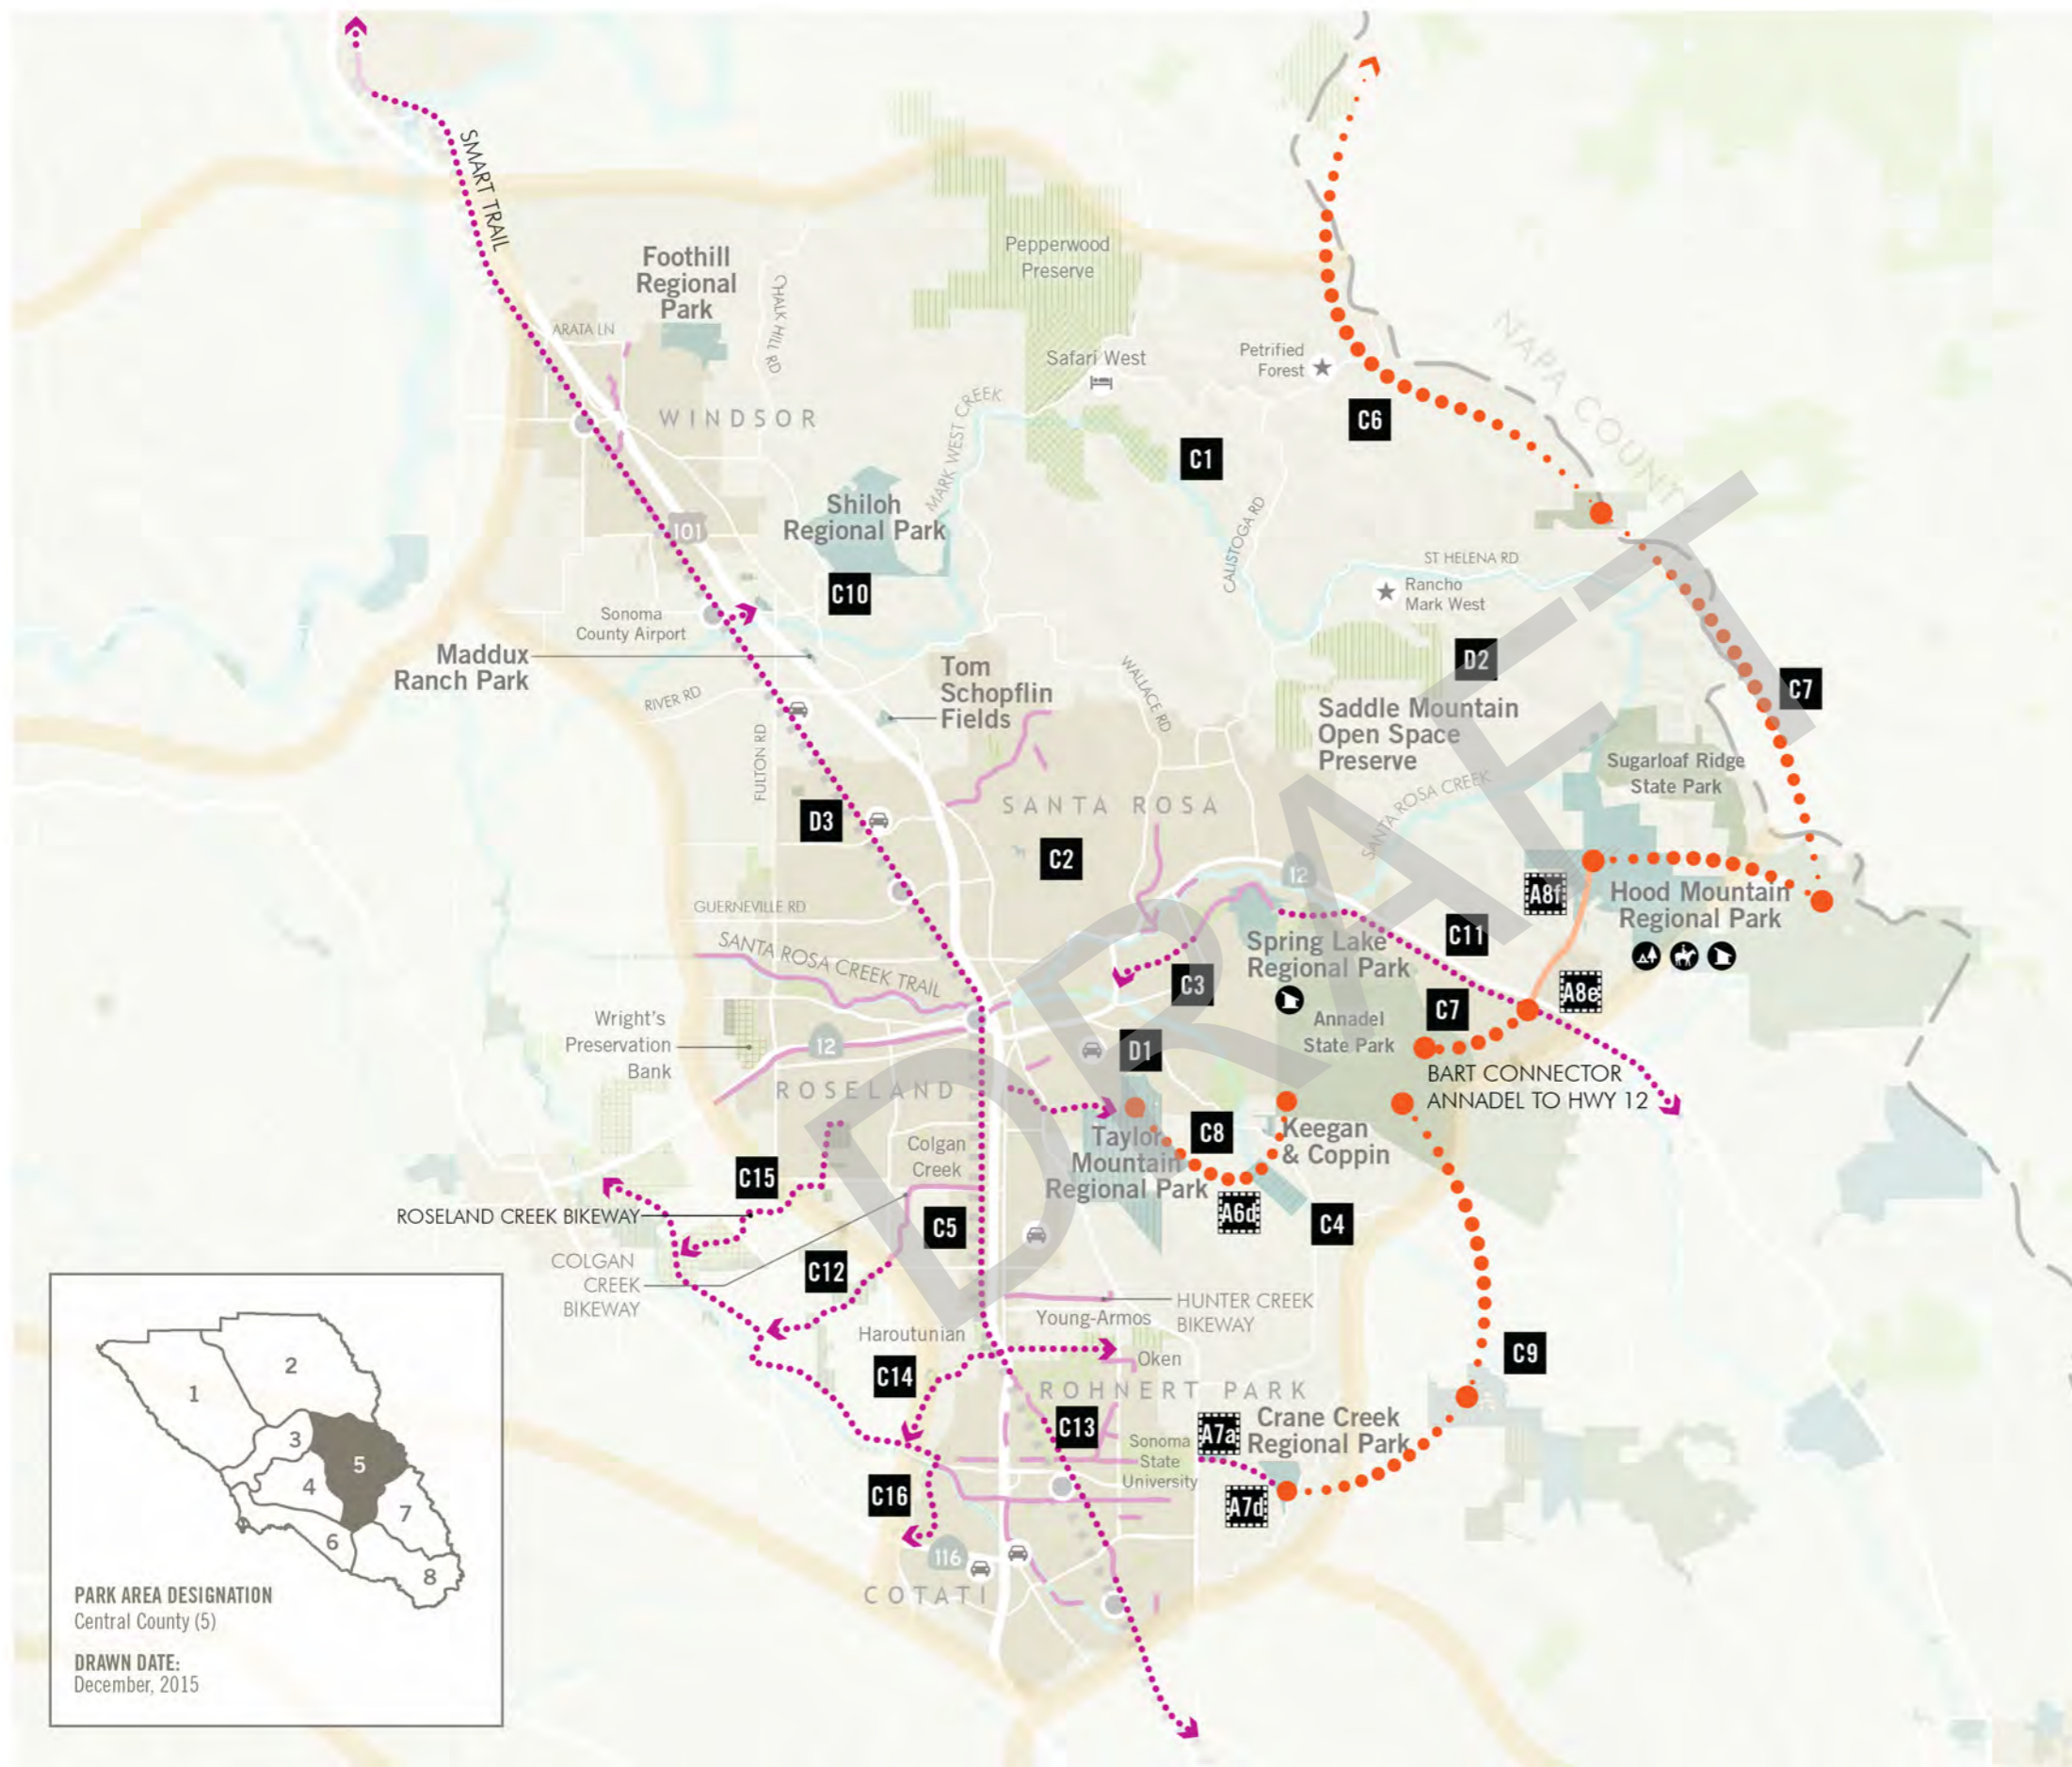 SMART TRAIL
Foothill
Regional
Park
CHALK HILL RD
ARATA LN
WINDSOR
Pepperwood
Preserve
Safari West
Petrified
Forest
NAPA COUNTY
MARK WEST CREEK
C6
C1
101
Shiloh
Regional Park
CALISTOGA RD
ST HELENA RD
Rancho
Mark West
C10
Sonoma
County Airport
Maddux
Ranch Park
RIVER RD
FULTON RD
Tom
Schopflin
Fields
WALLACE RD
D2
C7
Saddle Mountain
Open Space
Preserve
Sugarloaf Ridge
State Park
SANTA ROSA CREEK
D3
SANTA ROSA
C2
12
A8f
Hood Mountain
Regional Park
GUERNEVILLE RD
SANTA ROSA CREEK TRAIL
C11
Spring Lake
Regional Park
C3
C7
A8e
Wright's
Preservation
Bank
12
D1
Annadel
State Park
BART CONNECTOR
ANNADEL TO HWY 12
ROSELAND
Colgan
Creek
C8
Keegan
& Coppin
Taylor
Mountain
Regional Park
C15
A6d
C4
ROSELAND CREEK BIKEWAY
C5
COLGAN
CREEK
BIKEWAY
C12
HUNTER CREEK
BIKEWAY
Young-Armos
Haroutunian
C14
Oken
C9
ROHNERT PARK
C13
A7a
Crane Creek
Regional Park
Sonoma
State
University
C16
A7d
116
COTATI
DRAFT
1
2
3
4
5
6
7
8
PARK AREA DESIGNATION
Central County (5)
DRAWN DATE:
December, 2015